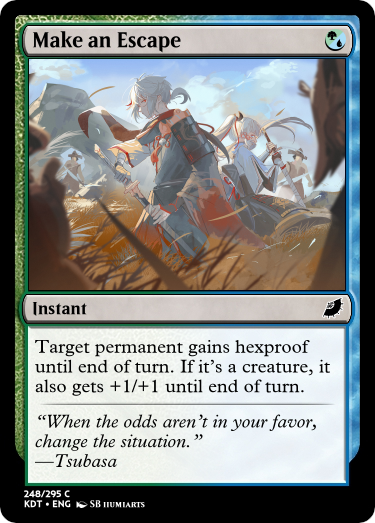 Make an Escape
Instant
Target permanent gains hexproof
until end of turn. If it's a creature, it
also gets +1/+1 until end of turn.
“When the odds aren't in your favor,
change the situation.”
—Tsubasa
248/295 C
KDT • ENG SB HUMIARTS